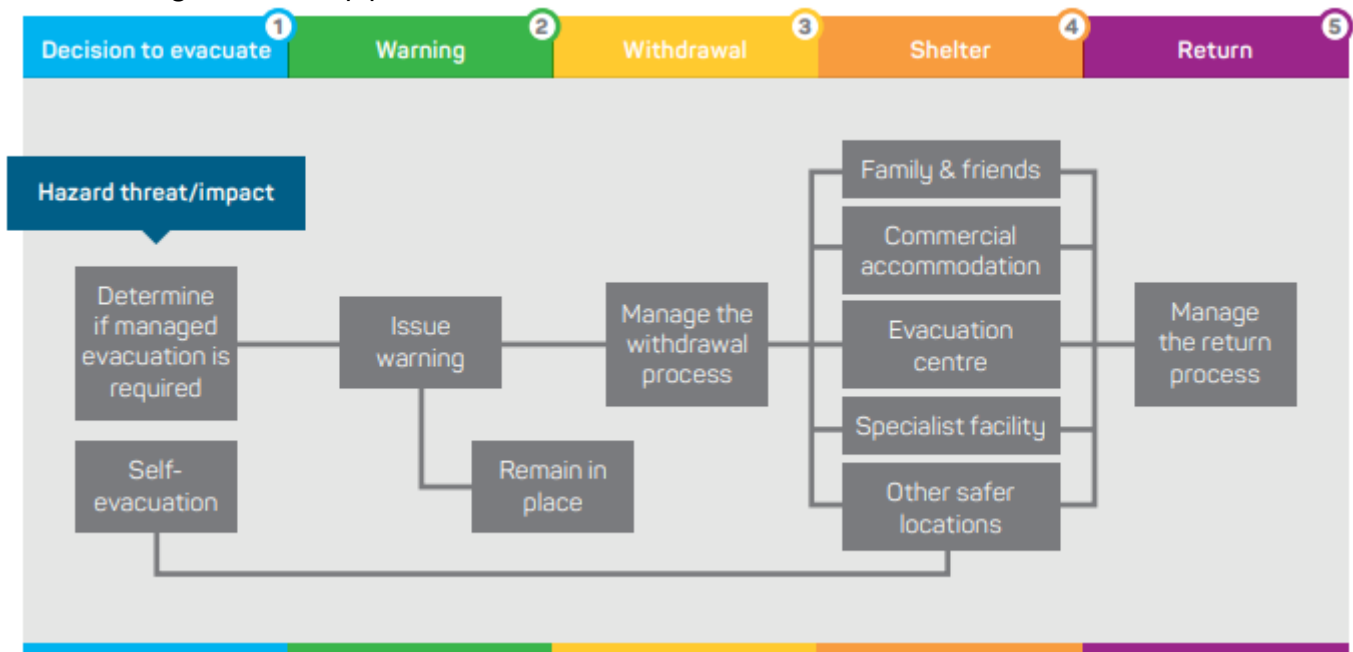 1
Decision to evacuate
2
Warning
3
Withdrawal
4
Shelter
5
Return
Hazard threat/impact
Determine
if managed
evacuation is
required
Self-
evacuation
Issue
warning
Remain in
place
Manage the
withdrawal
process
Family & friends
Commercial
accommodation
Evacuation
centre
Specialist facility
Other safer
locations
Manage
the return
process